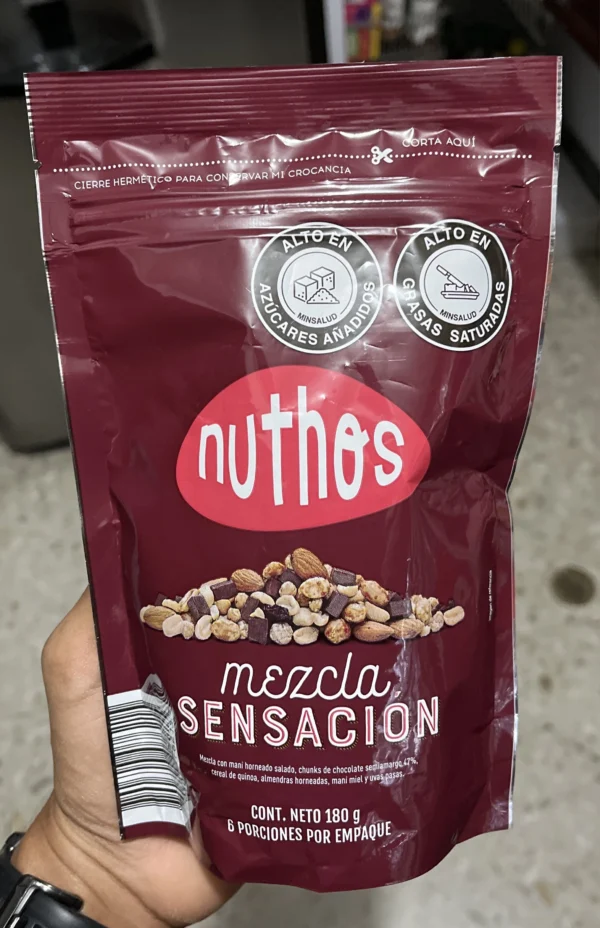 CORTA AQUÍ
CIERRE HERMÉTICO PARA CONSERVAR MI CROCANCIA
ALTO EN
MINSALUD
AZÚCARES AÑADIDOS
ALTO EN
MINSALUD
GRASAS SATURADAS
nuthos
mezcla
SENSACIÓN
Mezcla con maní horneado salado, chunks de chocolate semiamargo 47%,
cereal de quinoa, almendras horneadas, maní miel y uvas pasas.
CONT. NETO 180 g
6 PORCIONES POR EMPAQUE